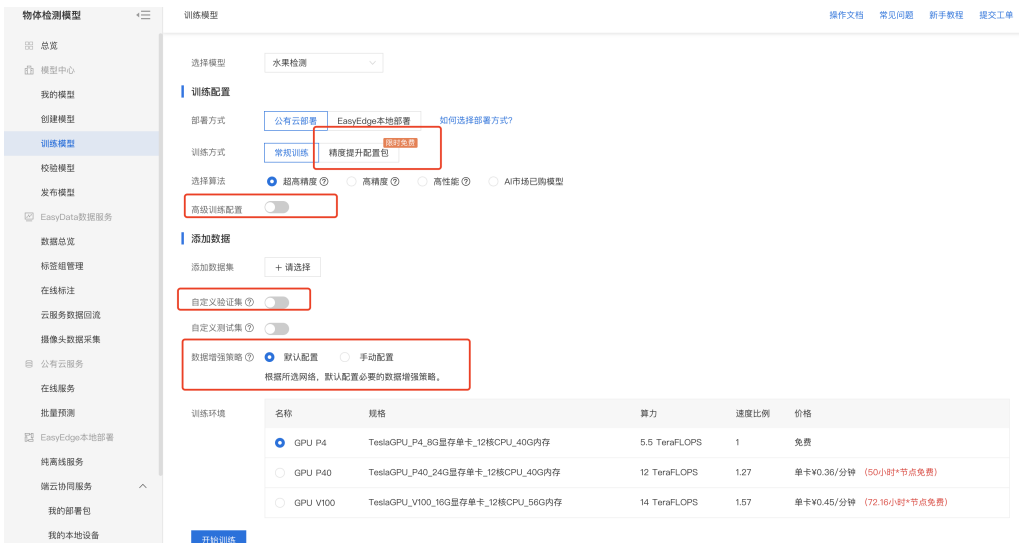 物体检测模型
训练模型
操作文档 常见问题 新手教程 提交工单
总览
模型中心
我的模型
创建模型
训练模型
校验模型
发布模型
EasyData数据服务
数据总览
标签组管理
在线标注
云服务数据回流
摄像头数据采集
公有云服务
在线服务
批量预测
EasyEdge本地部署
纯离线服务
端云协同服务
我的部署包
我的本地设备
选择模型 水果检测
训练配置
部署方式 公有云部署 EasyEdge本地部署 如何选择部署方式?
限时免费
训练方式 常规训练 精度提升配置包
选择算法 超高精度 ? 高精度 ? 高性能 ? AI市场已购模型
高级训练配置
添加数据
添加数据集 + 请选择
自定义验证集 ?
自定义测试集 ?
数据增强策略 ? 默认配置 手动配置
根据所选网络，默认配置必要的数据增强策略。
训练环境 名称 规格 算力 速度比例 价格
GPU P4 TeslaGPU_P4_8G显存单卡_12核CPU_40G内存 5.5 TeraFLOPS 1 免费
GPU P40 TeslaGPU_P40_24G显存单卡_12核CPU_40G内存 12 TeraFLOPS 1.27 单卡¥0.36/分钟 （50小时*节点免费）
GPU V100 TeslaGPU_V100_16G显存单卡_12核CPU_56G内存 14 TeraFLOPS 1.57 单卡¥0.45/分钟 （72.16小时*节点免费）
开始训练